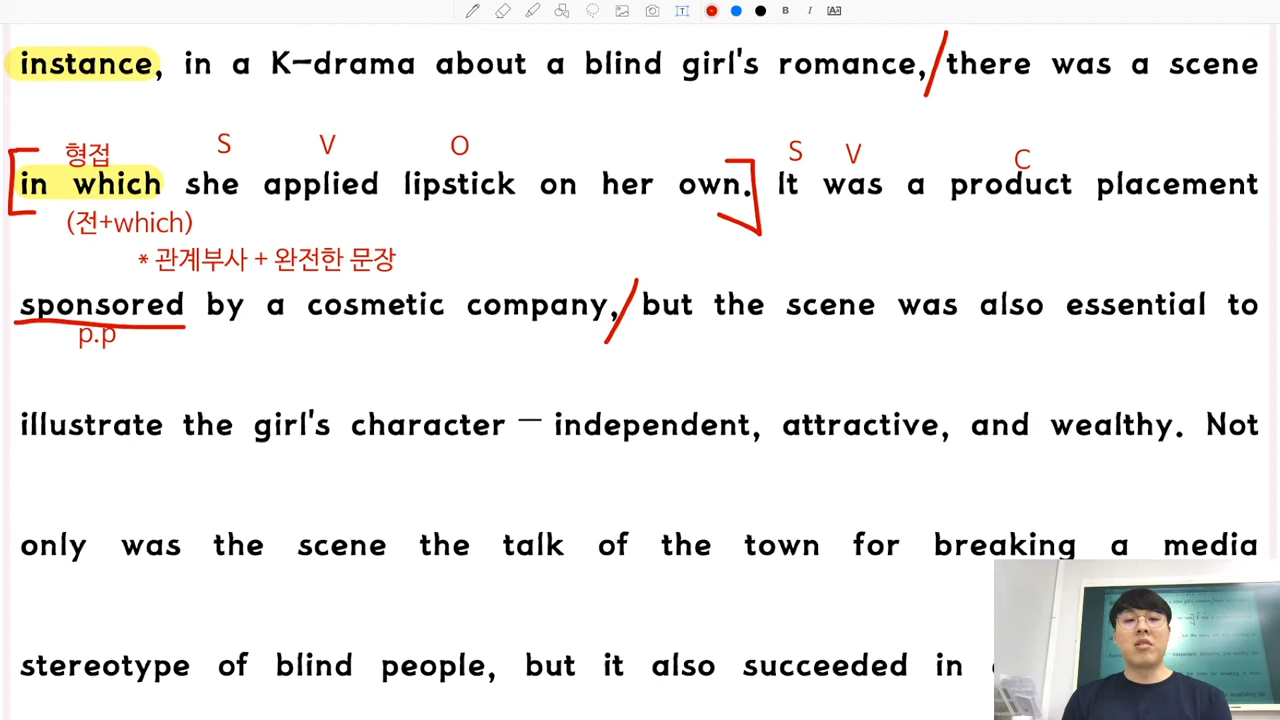 instance, in a K-drama about a blind girl's romance, there was a scene
형접 S V O S V C
in which she applied lipstick on her own. It was a product placement
(전+which)
* 관계부사 + 완전한 문장
sponsored by a cosmetic company, but the scene was also essential to
p.p
illustrate the girl's character — independent, attractive, and wealthy. Not
only was the scene the talk of the town for breaking a media
stereotype of blind people, but it also succeeded in